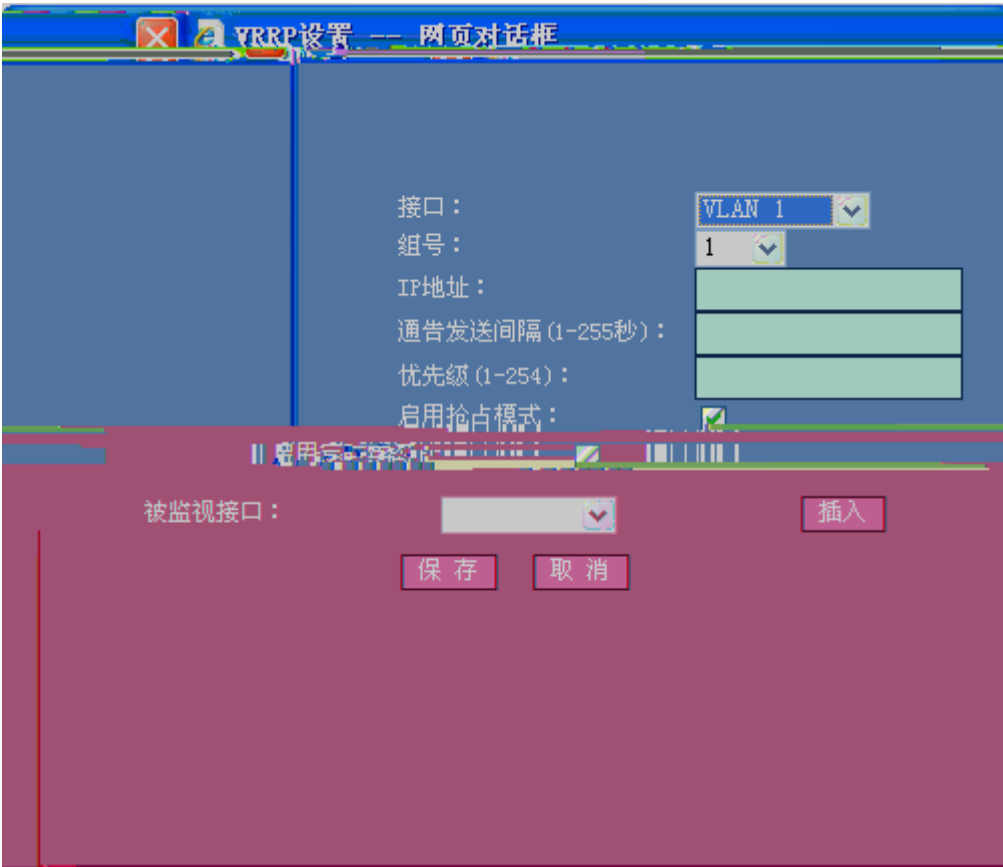 VRRP设置 -- 网页对话框
接口：
VLAN 1
组号：
1
IP地址：
通告发送间隔(1-255秒)：
优先级(1-254)：
启用抢占模式：
启用
被监视接口：
插入
保 存 取 消